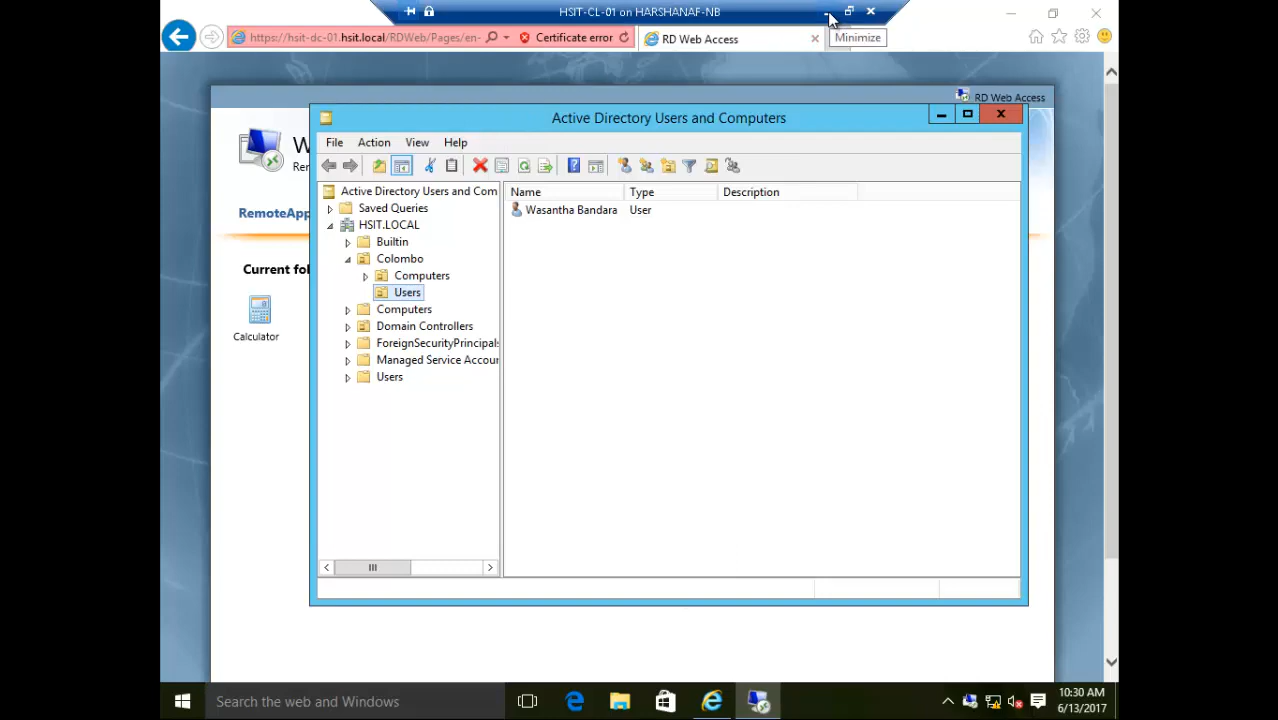 HSIT-CL-01 on HARSHANAF-NB
https://hsit-dc-01.hsit.local/RDWeb/Pages/en-
Certificate error
RD Web Access
Minimize
RD Web Access
W
Rer
RemoteApp
Current fol
Calculator
Active Directory Users and Computers
File Action View Help
Active Directory Users and Com
Saved Queries
HSIT.LOCAL
Builtin
Colombo
Computers
Users
Computers
Domain Controllers
ForeignSecurityPrincipals
Managed Service Accour
Users
Name Type Description
Wasantha Bandara User
Search the web and Windows
10:30 AM
6/13/2017